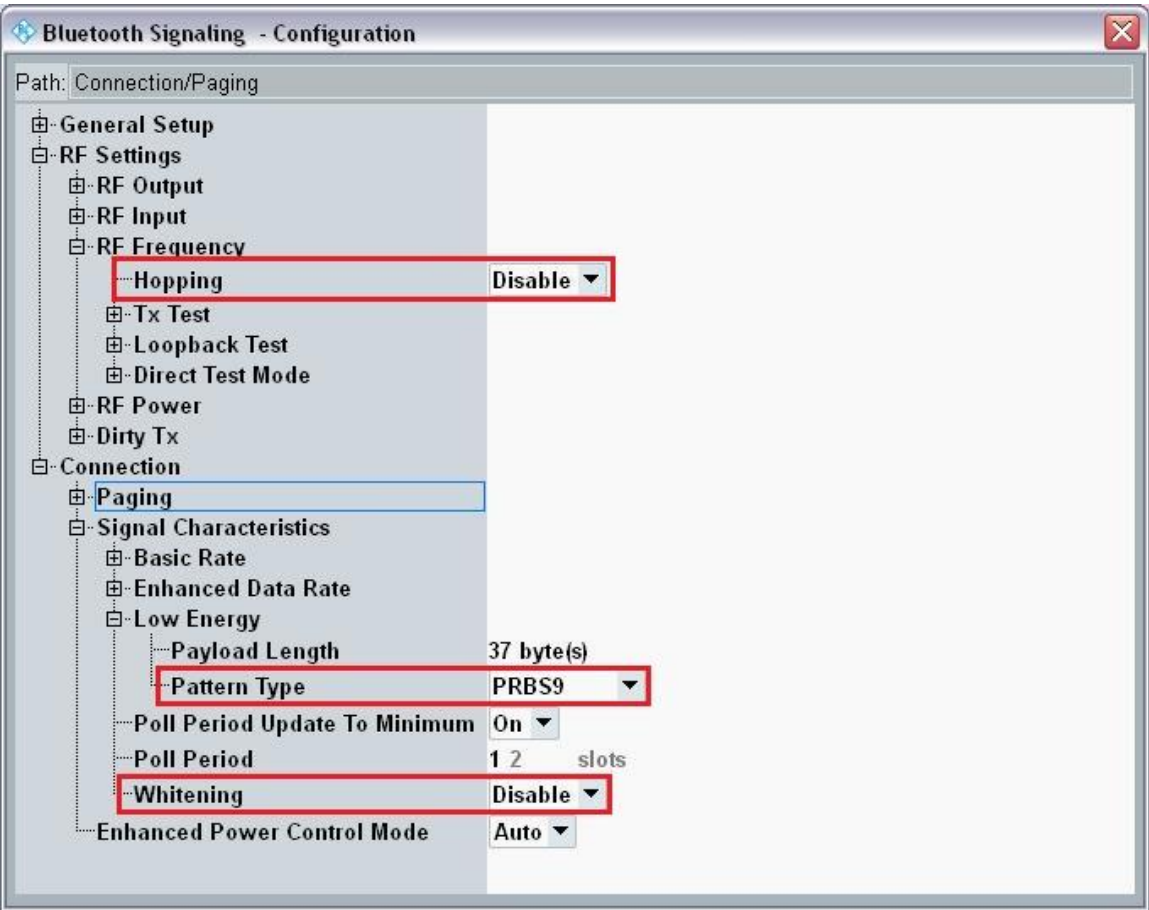 Bluetooth Signaling - Configuration
Path: Connection/Paging
General Setup
RF Settings
RF Output
RF Input
RF Frequency
Hopping Disable
Tx Test
Loopback Test
Direct Test Mode
RF Power
Dirty Tx
Connection
Paging
Signal Characteristics
Basic Rate
Enhanced Data Rate
Low Energy
Payload Length 37 byte(s)
Pattern Type PRBS9
Poll Period Update To Minimum On
Poll Period 1 2 slots
Whitening Disable
Enhanced Power Control Mode Auto